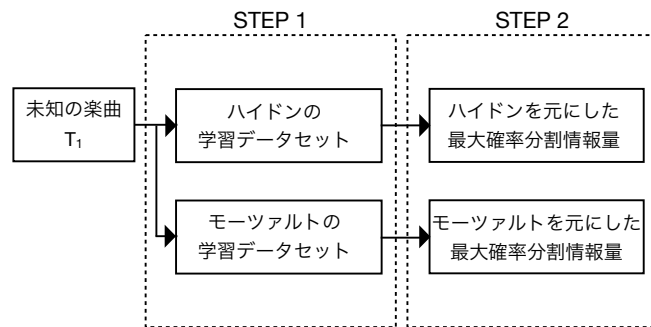 STEP 1
STEP 2
未知の楽曲
T₁
ハイドンの
学習データセット
ハイドンを元にした
最大確率分割情報量
モーツァルトの
学習データセット
モーツァルトを元にした
最大確率分割情報量